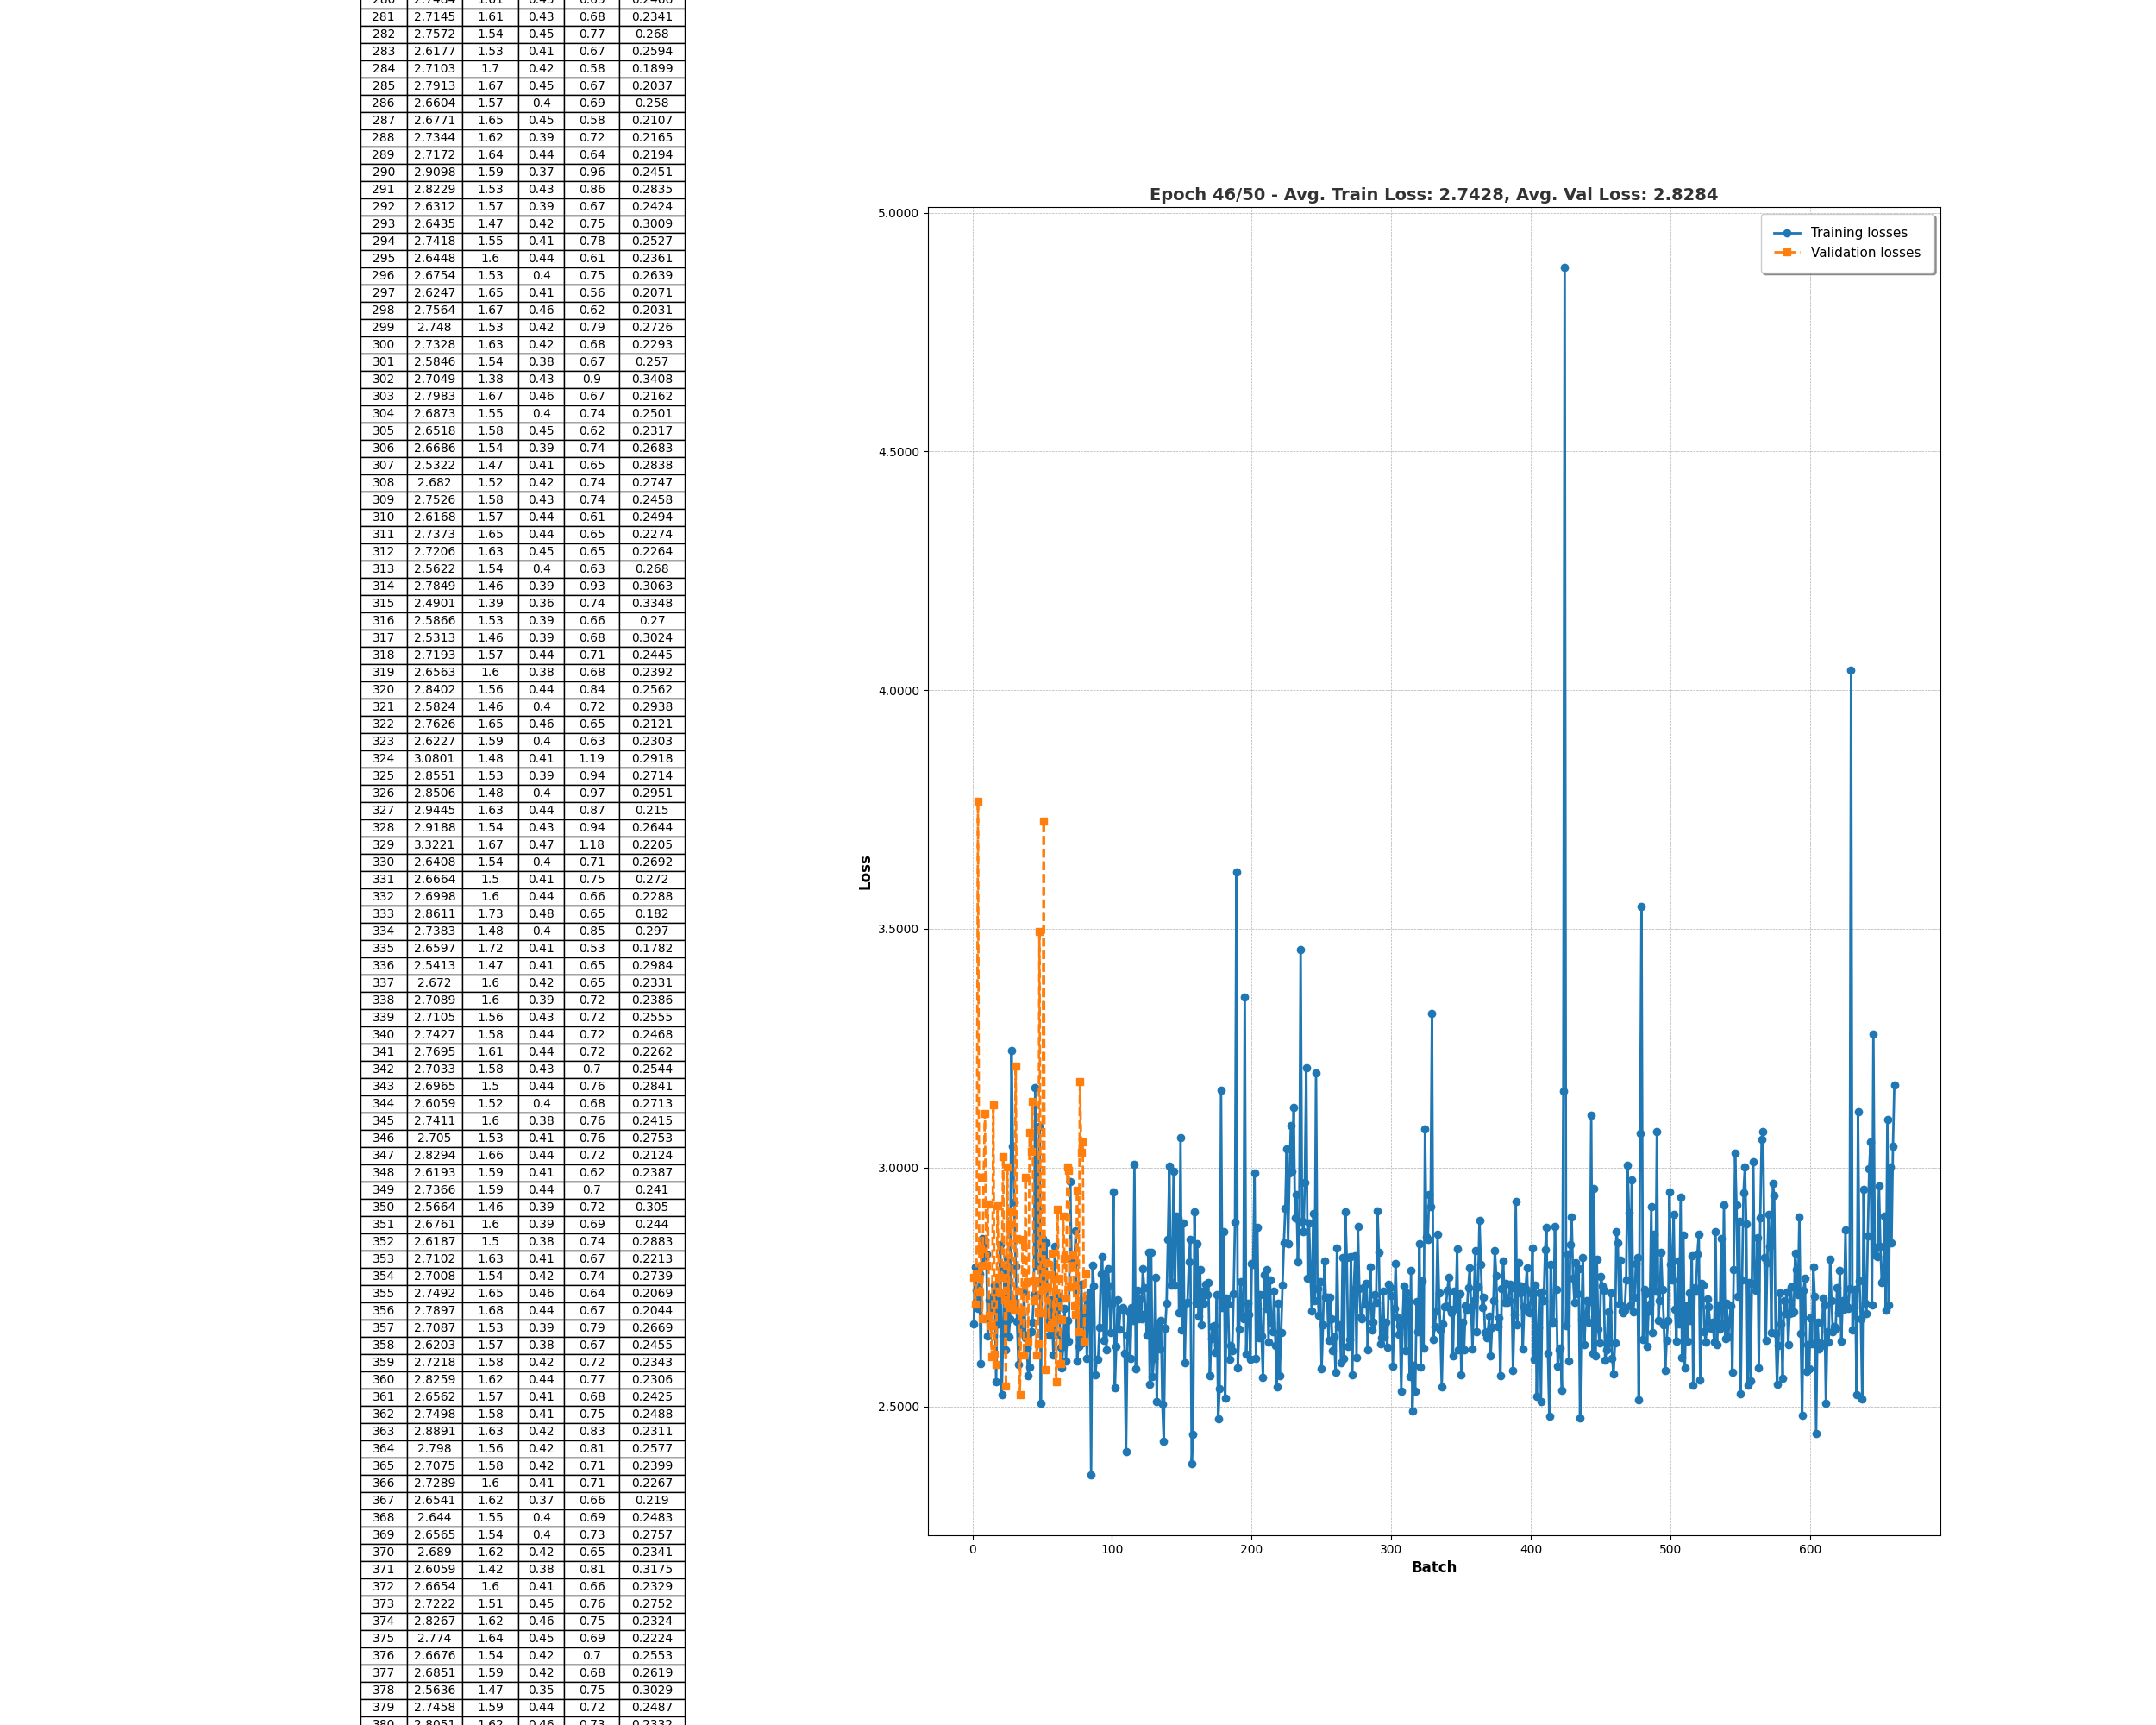 281 2.7145 1.61 0.43 0.68 0.2341
282 2.7572 1.54 0.45 0.77 0.268
283 2.6177 1.53 0.41 0.67 0.2594
284 2.7103 1.7 0.42 0.58 0.1899
285 2.7913 1.67 0.45 0.67 0.2037
286 2.6604 1.57 0.4 0.69 0.258
287 2.6771 1.65 0.45 0.58 0.2107
288 2.7344 1.62 0.39 0.72 0.2165
289 2.7172 1.64 0.44 0.64 0.2194
290 2.9098 1.59 0.37 0.96 0.2451
291 2.8229 1.53 0.43 0.86 0.2835
292 2.6312 1.57 0.39 0.67 0.2424
293 2.6435 1.47 0.42 0.75 0.3009
294 2.7418 1.55 0.41 0.78 0.2527
295 2.6448 1.6 0.44 0.61 0.2361
296 2.6754 1.53 0.4 0.75 0.2639
297 2.6247 1.65 0.41 0.56 0.2071
298 2.7564 1.67 0.46 0.62 0.2031
299 2.748 1.53 0.42 0.79 0.2726
300 2.7328 1.63 0.42 0.68 0.2293
301 2.5846 1.54 0.38 0.67 0.257
302 2.7049 1.38 0.43 0.9 0.3408
303 2.7983 1.67 0.46 0.67 0.2162
304 2.6873 1.55 0.4 0.74 0.2501
305 2.6518 1.58 0.45 0.62 0.2317
306 2.6686 1.54 0.39 0.74 0.2683
307 2.5322 1.47 0.41 0.65 0.2838
308 2.682 1.52 0.42 0.74 0.2747
309 2.7526 1.58 0.43 0.74 0.2458
310 2.6168 1.57 0.44 0.61 0.2494
311 2.7373 1.65 0.44 0.65 0.2274
312 2.7206 1.63 0.45 0.65 0.2264
313 2.5622 1.54 0.4 0.63 0.268
314 2.7849 1.46 0.39 0.93 0.3063
315 2.4901 1.39 0.36 0.74 0.3348
316 2.5866 1.53 0.39 0.66 0.27
317 2.5313 1.46 0.39 0.68 0.3024
318 2.7193 1.57 0.44 0.71 0.2445
319 2.6563 1.6 0.38 0.68 0.2392
320 2.8402 1.56 0.44 0.84 0.2562
321 2.5824 1.46 0.4 0.72 0.2938
322 2.7626 1.65 0.46 0.65 0.2121
323 2.6227 1.59 0.4 0.63 0.2303
324 3.0801 1.48 0.41 1.19 0.2918
325 2.8551 1.53 0.39 0.94 0.2714
326 2.8506 1.48 0.4 0.97 0.2951
327 2.9445 1.63 0.44 0.87 0.215
328 2.9188 1.54 0.43 0.94 0.2644
329 3.3221 1.67 0.47 1.18 0.2205
330 2.6408 1.54 0.4 0.71 0.2692
331 2.6664 1.5 0.41 0.75 0.272
332 2.6998 1.6 0.44 0.66 0.2288
333 2.8611 1.73 0.48 0.65 0.182
334 2.7383 1.48 0.4 0.85 0.297
335 2.6597 1.72 0.41 0.53 0.1782
336 2.5413 1.47 0.41 0.65 0.2984
337 2.672 1.6 0.42 0.65 0.2331
338 2.7089 1.6 0.39 0.72 0.2386
339 2.7105 1.56 0.43 0.72 0.2555
340 2.7427 1.58 0.44 0.72 0.2468
341 2.7695 1.61 0.44 0.72 0.2262
342 2.7033 1.58 0.43 0.7 0.2544
343 2.6965 1.5 0.44 0.76 0.2841
344 2.6059 1.52 0.4 0.68 0.2713
345 2.7411 1.6 0.38 0.76 0.2415
346 2.705 1.53 0.41 0.76 0.2753
347 2.8294 1.66 0.44 0.72 0.2124
348 2.6193 1.59 0.41 0.62 0.2387
349 2.7366 1.59 0.44 0.7 0.241
350 2.5664 1.46 0.39 0.72 0.305
351 2.6761 1.6 0.39 0.69 0.244
352 2.6187 1.5 0.38 0.74 0.2883
353 2.7102 1.63 0.41 0.67 0.2213
354 2.7008 1.54 0.42 0.74 0.2739
355 2.7492 1.65 0.46 0.64 0.2069
356 2.7897 1.68 0.44 0.67 0.2044
357 2.7087 1.53 0.39 0.79 0.2669
358 2.6203 1.57 0.38 0.67 0.2455
359 2.7218 1.58 0.42 0.72 0.2343
360 2.8259 1.62 0.44 0.77 0.2306
361 2.6562 1.57 0.41 0.68 0.2425
362 2.7498 1.58 0.41 0.75 0.2488
363 2.8891 1.63 0.42 0.83 0.2311
364 2.798 1.56 0.42 0.81 0.2577
365 2.7075 1.58 0.42 0.71 0.2399
366 2.7289 1.6 0.41 0.71 0.2267
367 2.6541 1.62 0.37 0.66 0.219
368 2.644 1.55 0.4 0.69 0.2483
369 2.6565 1.54 0.4 0.73 0.2757
370 2.689 1.62 0.42 0.65 0.2341
371 2.6059 1.42 0.38 0.81 0.3175
372 2.6654 1.6 0.41 0.66 0.2329
373 2.7222 1.51 0.45 0.76 0.2752
374 2.8267 1.62 0.46 0.75 0.2324
375 2.774 1.64 0.45 0.69 0.2224
376 2.6676 1.54 0.42 0.7 0.2553
377 2.6851 1.59 0.42 0.68 0.2619
378 2.5636 1.47 0.35 0.75 0.3029
379 2.7458 1.59 0.44 0.72 0.2487
380 2.8051 1.62 0.46 0.73 0.2332
Epoch 46/50 - Avg. Train Loss: 2.7428, Avg. Val Loss: 2.8284
Training losses
Validation losses
5.0000
4.5000
4.0000
3.5000
3.0000
2.5000
Loss
0 100 200 300 400 500 600
Batch